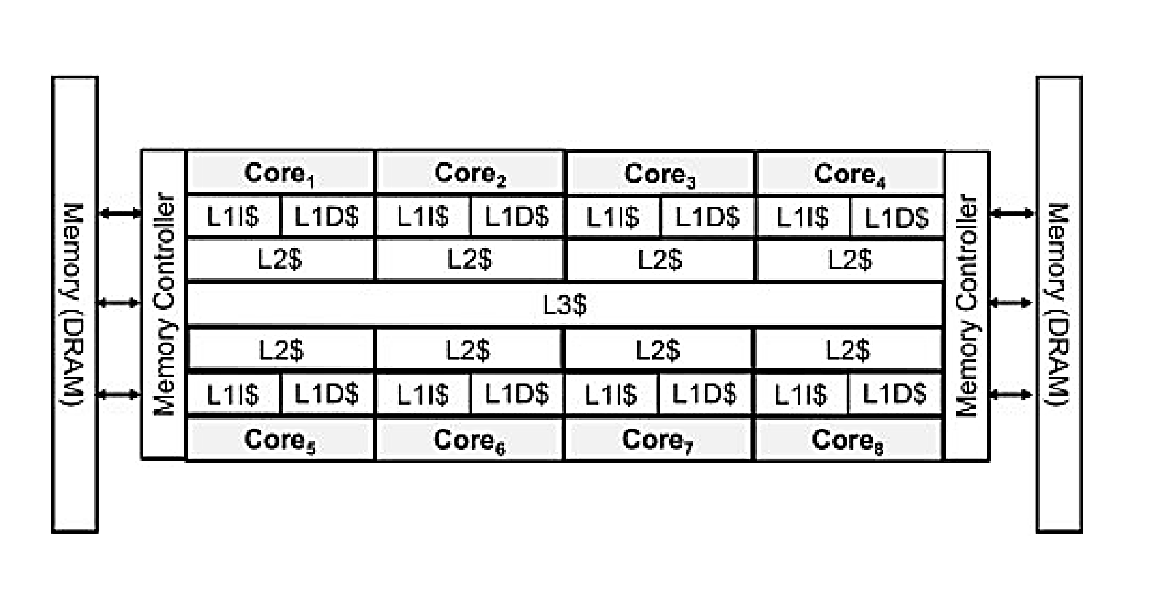 Memory (DRAM)
Memory Controller
Core₁ Core₂ Core₃ Core₄
L1I$ L1D$ L1I$ L1D$ L1I$ L1D$ L1I$ L1D$
L2$ L2$ L2$ L2$
L3$
L2$ L2$ L2$ L2$
L1I$ L1D$ L1I$ L1D$ L1I$ L1D$ L1I$ L1D$
Core₅ Core₆ Core₇ Core₈
Memory Controller
Memory (DRAM)